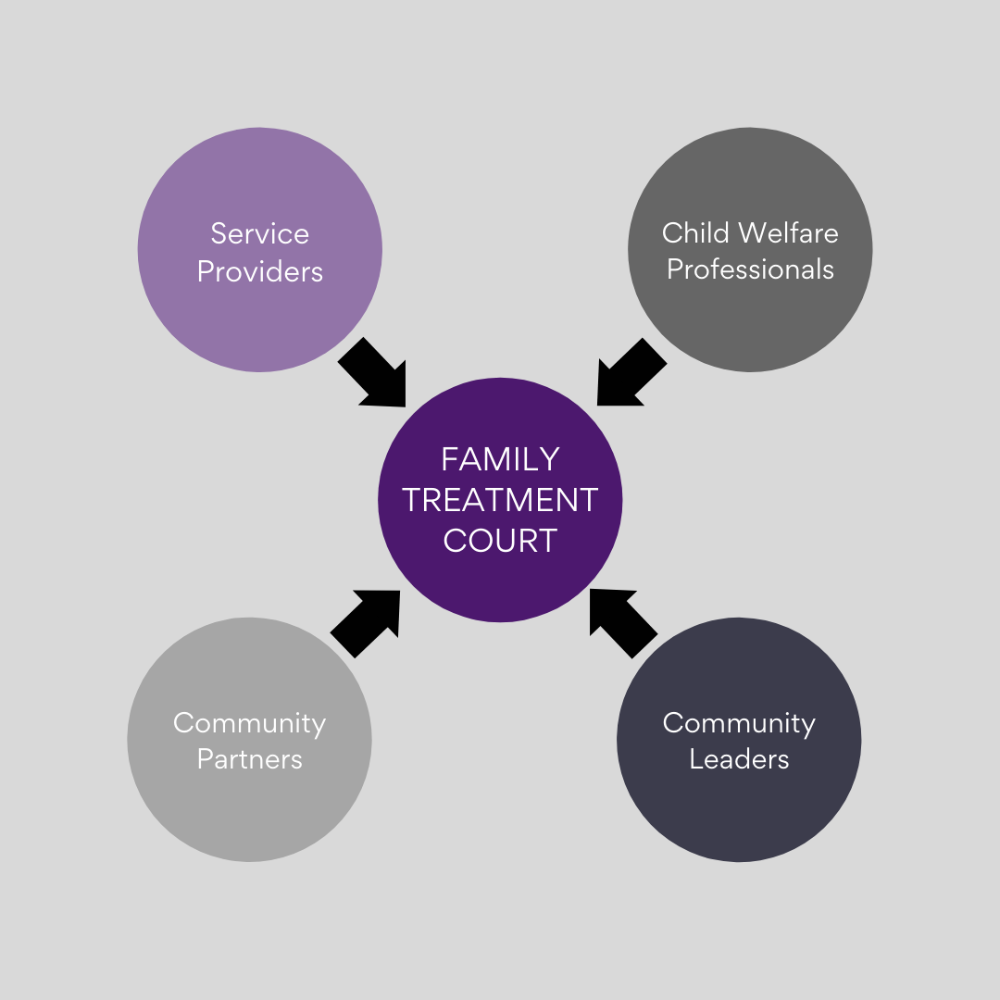 Service
Providers
Child Welfare
Professionals
FAMILY
TREATMENT
COURT
Community
Partners
Community
Leaders